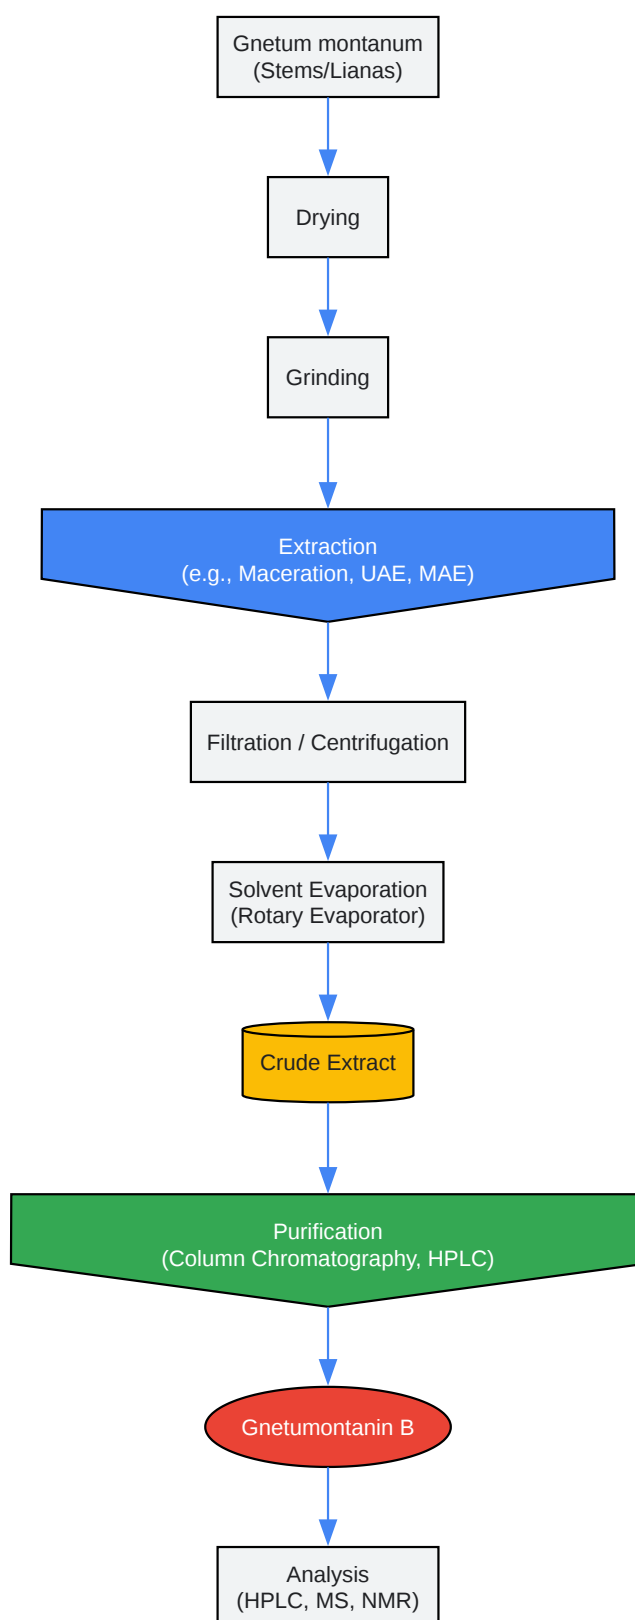 Gnetum montanum
(Stems/Lianas)
Drying
Grinding
Extraction
(e.g., Maceration, UAE, MAE)
Filtration / Centrifugation
Solvent Evaporation
(Rotary Evaporator)
Crude Extract
Purification
(Column Chromatography, HPLC)
Gnetumontanin B
Analysis
(HPLC, MS, NMR)